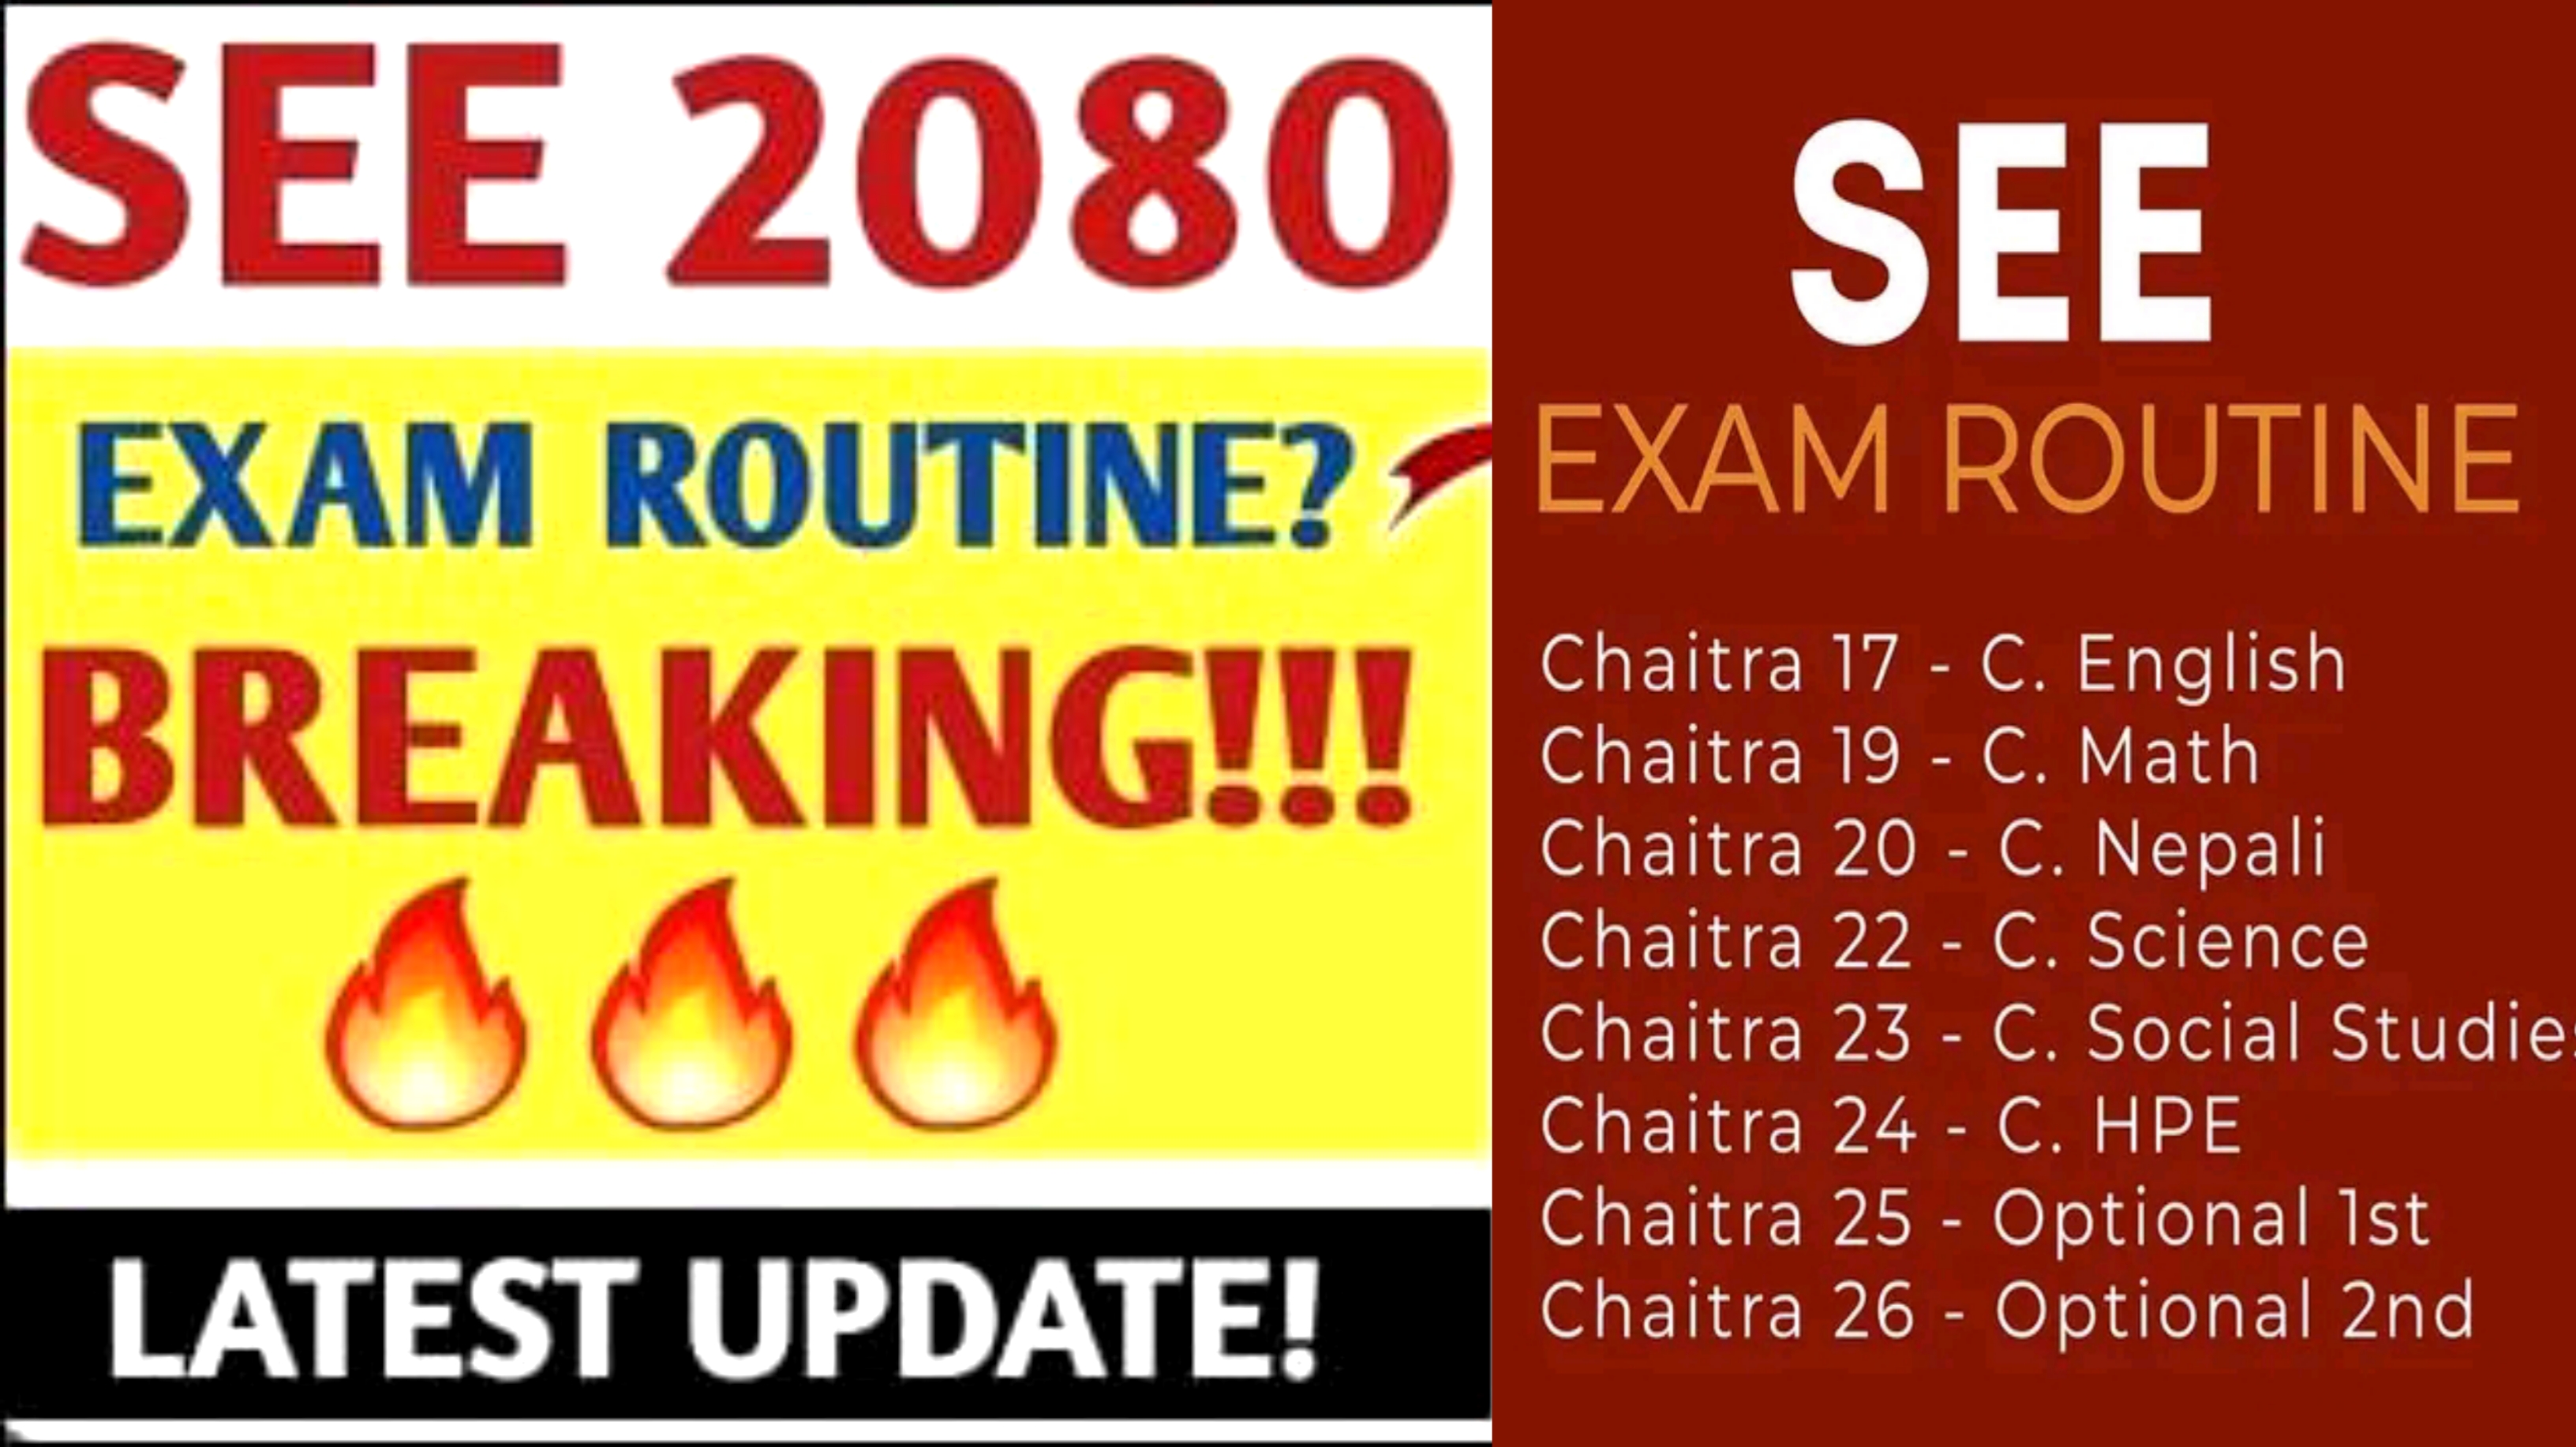 SEE 2080
EXAM ROUTINE?
BREAKING!!!
LATEST UPDATE!
SEE
EXAM ROUTINE
Chaitra 17 - C. English
Chaitra 19 - C. Math
Chaitra 20 - C. Nepali
Chaitra 22 - C. Science
Chaitra 23 - C. Social Studies
Chaitra 24 - C. HPE
Chaitra 25 - Optional 1st
Chaitra 26 - Optional 2nd